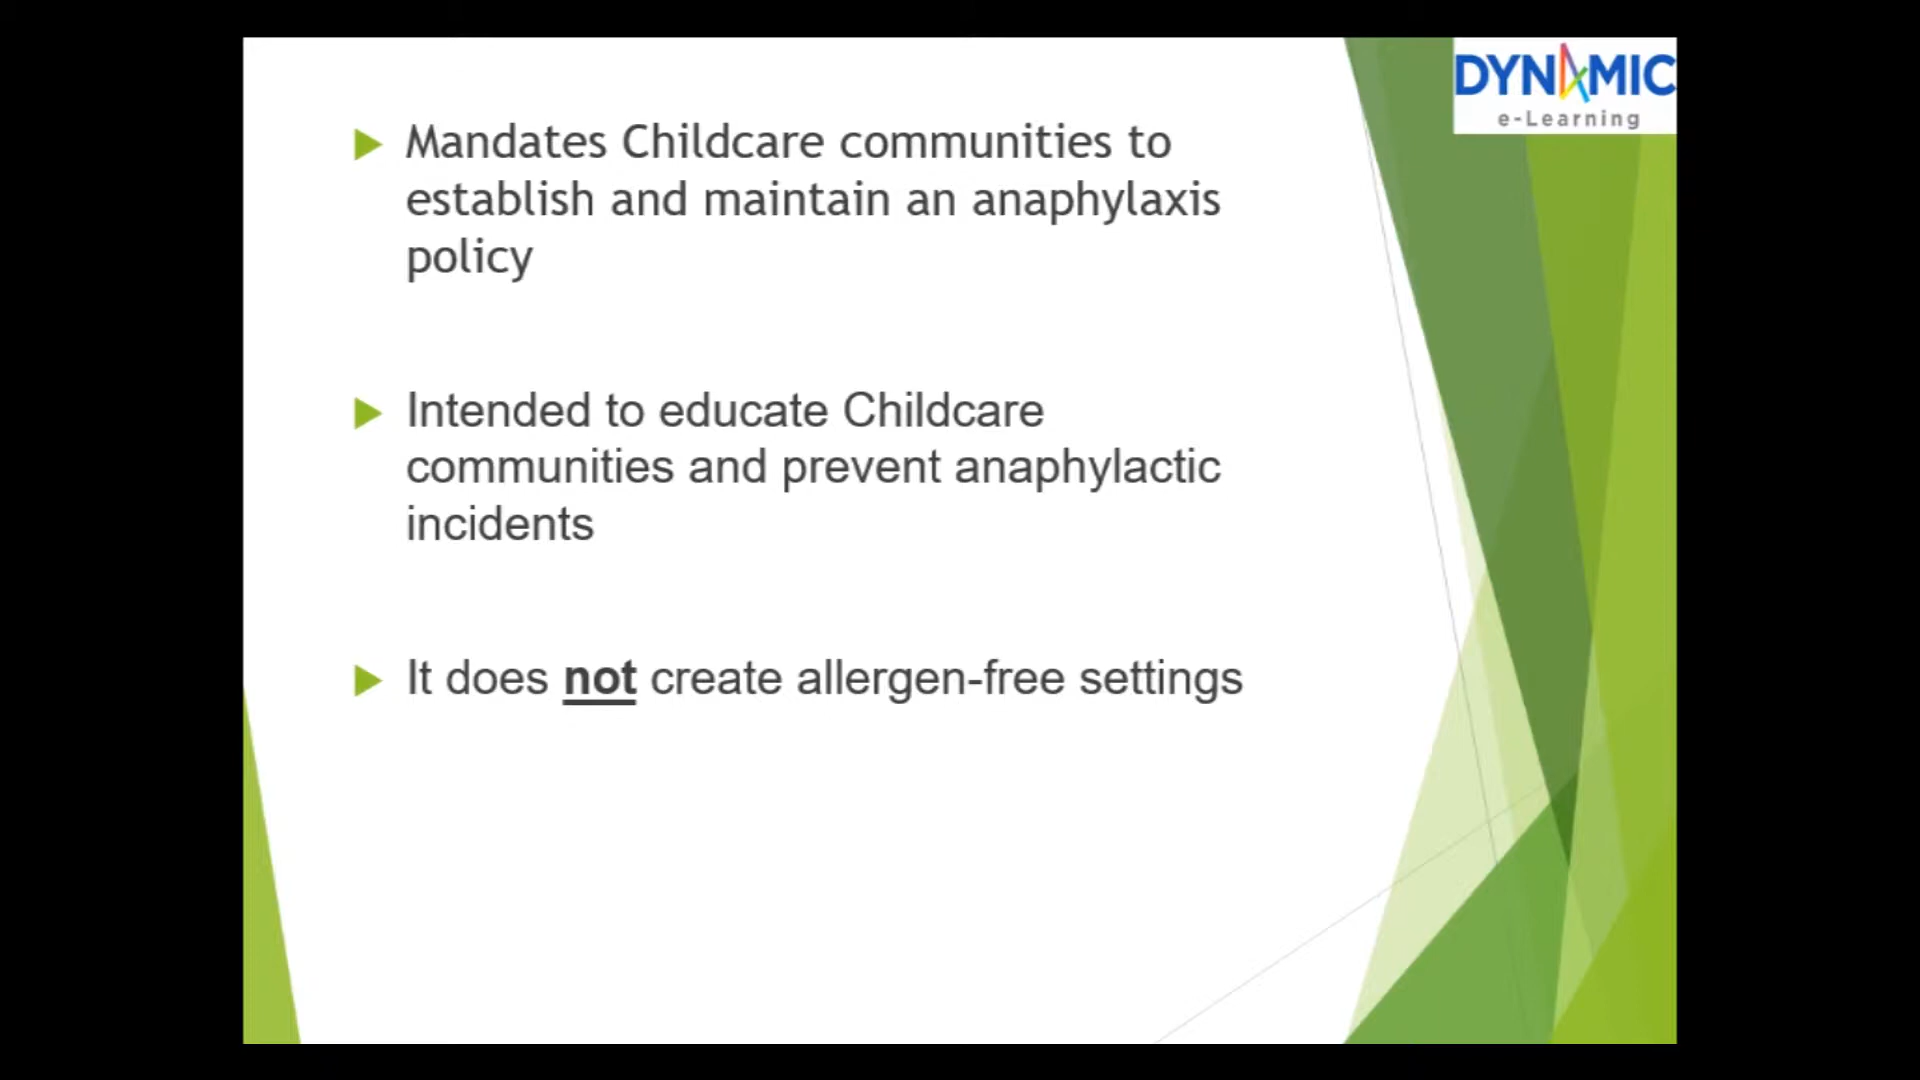 DYNAMIC
e-Learning
Mandates Childcare communities to
establish and maintain an anaphylaxis
policy
Intended to educate Childcare
communities and prevent anaphylactic
incidents
It does not create allergen-free settings